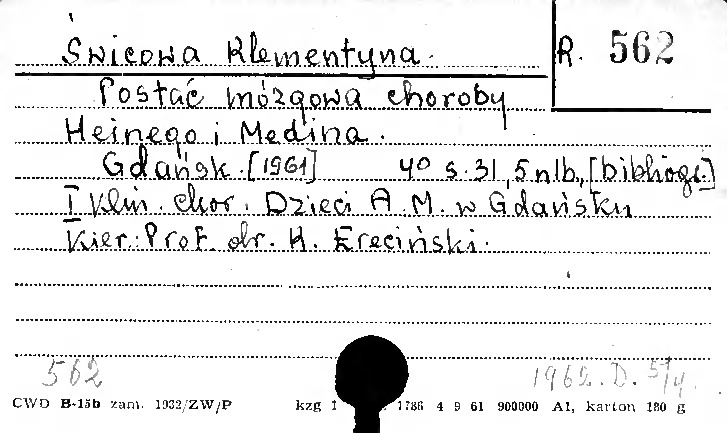 Świcowa Klementyna.
R. 562
Postać mózgowa choroby
Heinego i Medina.
Gdańsk. [1961] 4° s. 31, 5 nlb., [bibliogr.]
I Klin. chor. Dzieci A. M. w Gdańsku
Kier. Prof. dr. K. Ereciński.
562
1962. D. 57/4.
CWD B-15b zam. 1932/ZW/P kzg 1 1786 4 9 61 900000 A1, karton 180 g